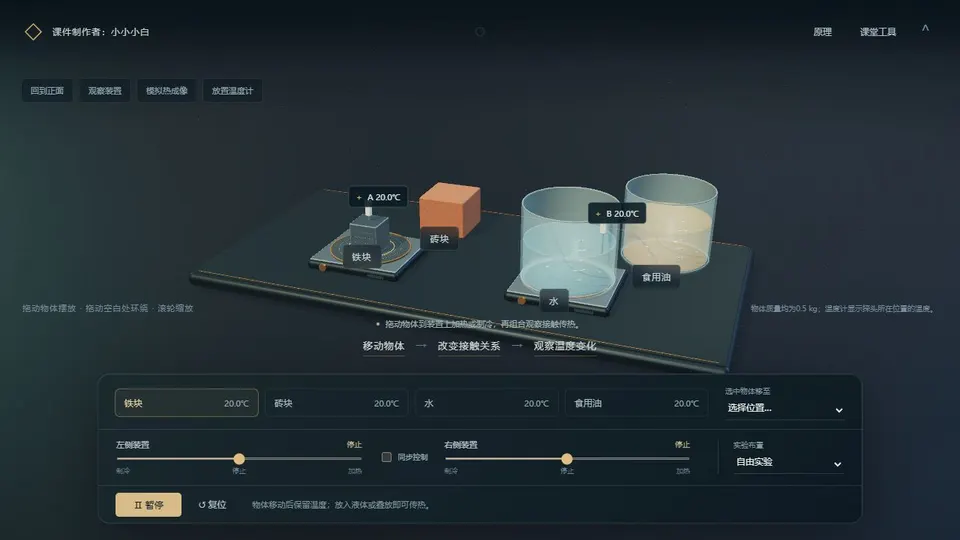 课件制作者：小小小白
原理
课堂工具
回到正面
观察装置
模拟热成像
放置温度计
+ A 20.0℃
+ B 20.0℃
砖块
铁块
食用油
水
拖动物体摆放 · 拖动空白处环绕 · 滚轮缩放
物体质量均为0.5 kg；温度计显示探头所在位置的温度。
• 拖动物体到装置上加热或制冷，再组合观察接触传热。
移动物体 → 改变接触关系 → 观察温度变化
铁块 20.0℃
砖块 20.0℃
水 20.0℃
食用油 20.0℃
选中物体移至
选择位置...
左侧装置 停止
制冷 停止 加热
同步控制
右侧装置 停止
制冷 停止 加热
实验布置
自由实验
暂停
↺ 复位
物体移动后保留温度；放入液体或叠放即可传热。